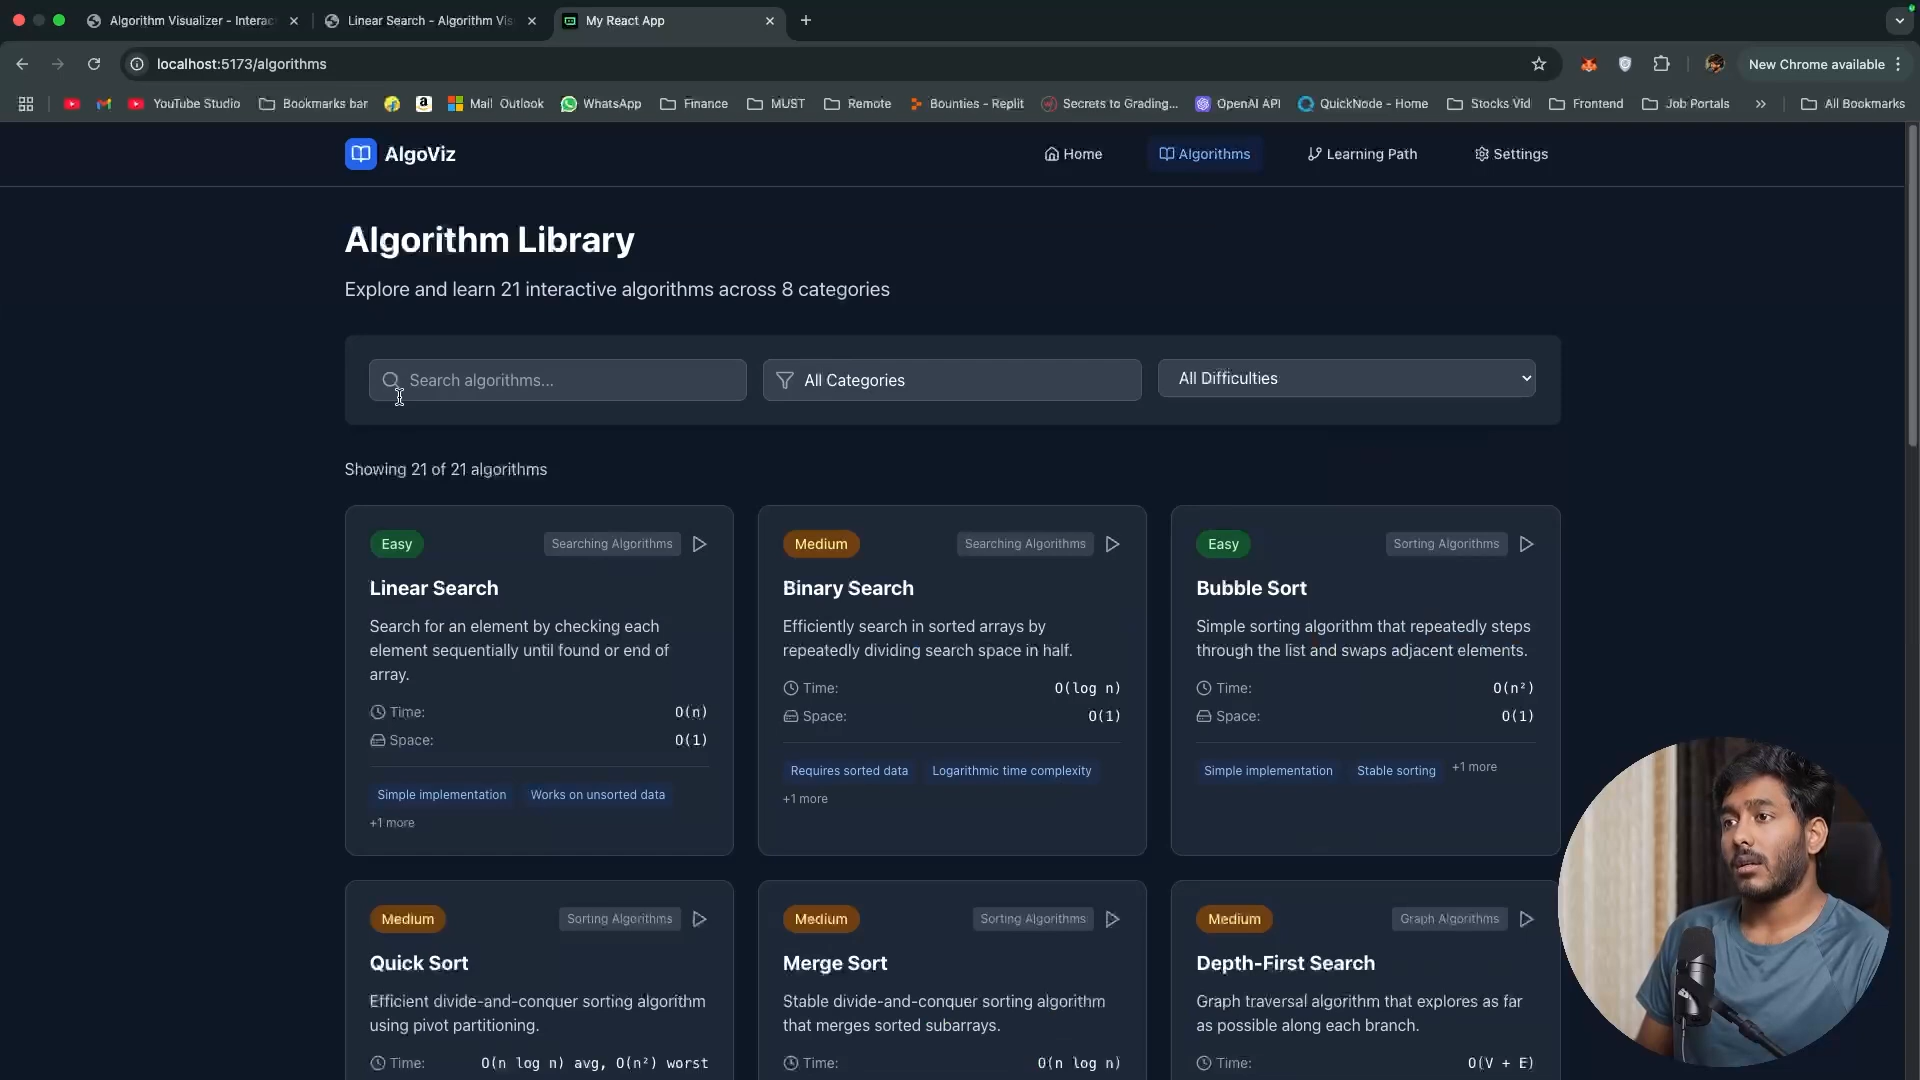 Algorithm Visualizer - Interac
Linear Search - Algorithm Vis
My React App
localhost:5173/algorithms
New Chrome available
YouTube Studio
Bookmarks bar
Mail
Outlook
WhatsApp
Finance
MUST
Remote
Bounties - Replit
Secrets to Grading...
OpenAI API
QuickNode - Home
Stocks Vid
Frontend
Job Portals
All Bookmarks
AlgoViz
Home
Algorithms
Learning Path
Settings
Algorithm Library
Explore and learn 21 interactive algorithms across 8 categories
Search algorithms...
All Categories
All Difficulties
Showing 21 of 21 algorithms
Easy
Searching Algorithms
Linear Search
Search for an element by checking each
element sequentially until found or end of
array.
Time:
O(n)
Space:
O(1)
Simple implementation
Works on unsorted data
+1 more
Medium
Searching Algorithms
Binary Search
Efficiently search in sorted arrays by
repeatedly dividing search space in half.
Time:
O(log n)
Space:
O(1)
Requires sorted data
Logarithmic time complexity
+1 more
Easy
Sorting Algorithms
Bubble Sort
Simple sorting algorithm that repeatedly steps
through the list and swaps adjacent elements.
Time:
O(n²)
Space:
O(1)
Simple implementation
Stable sorting
+1 more
Medium
Sorting Algorithms
Quick Sort
Efficient divide-and-conquer sorting algorithm
using pivot partitioning.
Time:
O(n log n) avg, O(n²) worst
Medium
Sorting Algorithms
Merge Sort
Stable divide-and-conquer sorting algorithm
that merges sorted subarrays.
Time:
O(n log n)
Medium
Graph Algorithms
Depth-First Search
Graph traversal algorithm that explores as far
as possible along each branch.
Time:
O(V + E)